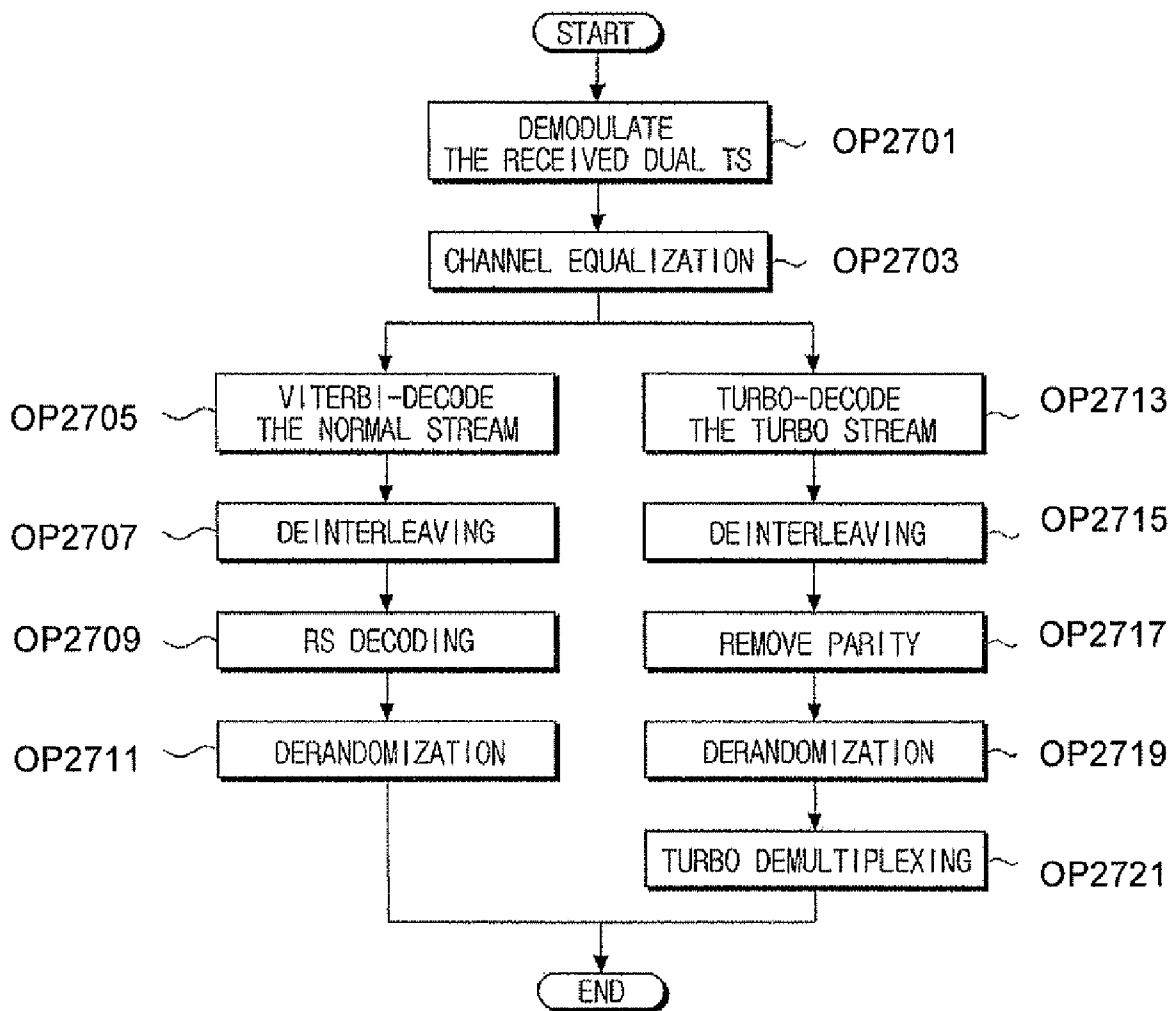 START
DEMODULATE
THE RECEIVED DUAL TS
OP2701
CHANNEL EQUALIZATION
OP2703
OP2705
VITERBI-DECODE
THE NORMAL STREAM
TURBO-DECODE
THE TURBO STREAM
OP2713
OP2707
DEINTERLEAVING
DEINTERLEAVING
OP2715
OP2709
RS DECODING
REMOVE PARITY
OP2717
OP2711
DERANDOMIZATION
DERANDOMIZATION
OP2719
TURBO DEMULTIPLEXING
OP2721
END